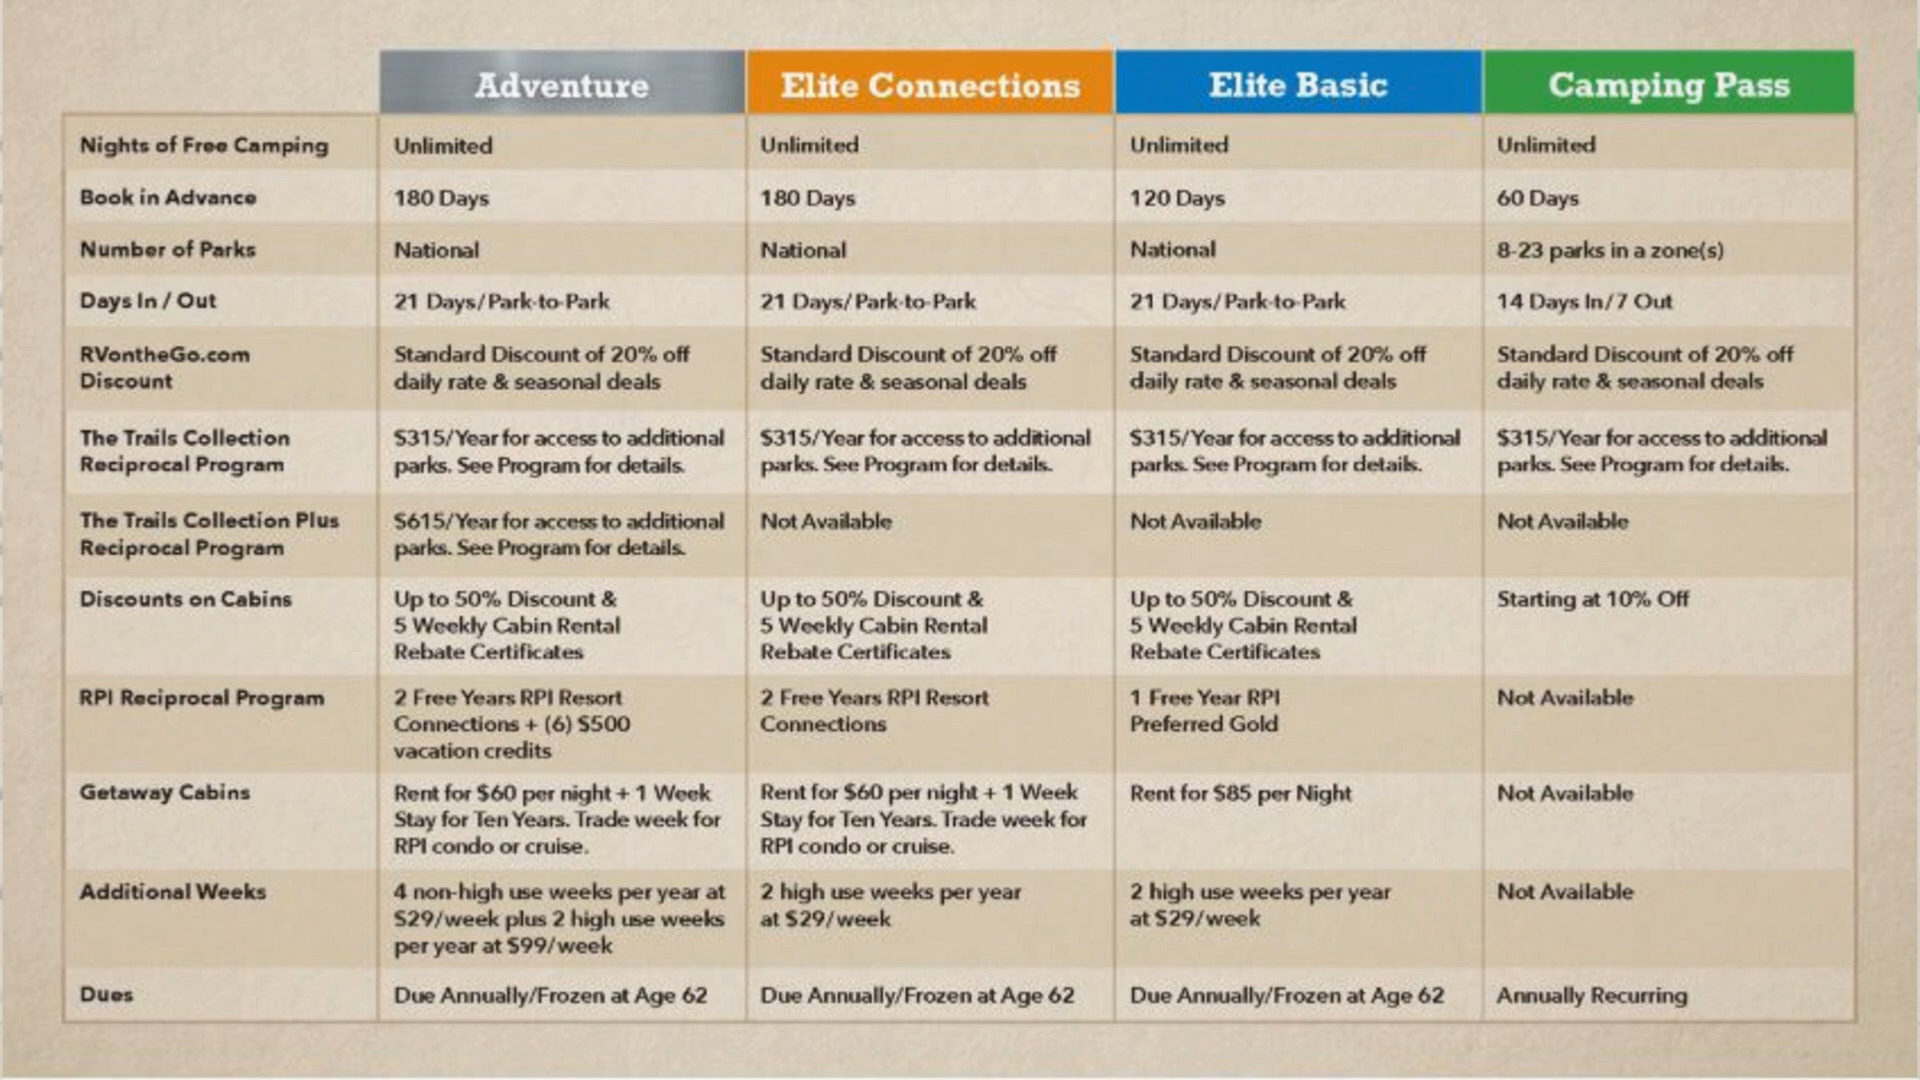 Adventure Elite Connections Elite Basic Camping Pass
Nights of Free Camping Unlimited Unlimited Unlimited Unlimited
Book in Advance 180 Days 180 Days 120 Days 60 Days
Number of Parks National National National 8-23 parks in a zone(s)
Days In / Out 21 Days/Park-to-Park 21 Days/Park-to-Park 21 Days/Park-to-Park 14 Days In/7 Out
RVontheGo.com Standard Discount of 20% off Standard Discount of 20% off Standard Discount of 20% off Standard Discount of 20% off
Discount daily rate & seasonal deals daily rate & seasonal deals daily rate & seasonal deals daily rate & seasonal deals
The Trails Collection $315/Year for access to additional $315/Year for access to additional $315/Year for access to additional $315/Year for access to additional
Reciprocal Program parks. See Program for details. parks. See Program for details. parks. See Program for details. parks. See Program for details.
The Trails Collection Plus $615/Year for access to additional Not Available Not Available Not Available
Reciprocal Program parks. See Program for details.
Discounts on Cabins Up to 50% Discount & Up to 50% Discount & Up to 50% Discount & Starting at 10% Off
5 Weekly Cabin Rental 5 Weekly Cabin Rental 5 Weekly Cabin Rental
Rebate Certificates Rebate Certificates Rebate Certificates
RPI Reciprocal Program 2 Free Years RPI Resort 2 Free Years RPI Resort 1 Free Year RPI Not Available
Connections + (6) $500 Connections Preferred Gold
vacation credits
Getaway Cabins Rent for $60 per night + 1 Week Rent for $60 per night + 1 Week Rent for $85 per Night Not Available
Stay for Ten Years. Trade week for Stay for Ten Years. Trade week for
RPI condo or cruise. RPI condo or cruise.
Additional Weeks 4 non-high use weeks per year at 2 high use weeks per year 2 high use weeks per year Not Available
$29/week plus 2 high use weeks at $29/week at $29/week
per year at $99/week
Dues Due Annually/Frozen at Age 62 Due Annually/Frozen at Age 62 Due Annually/Frozen at Age 62 Annually Recurring